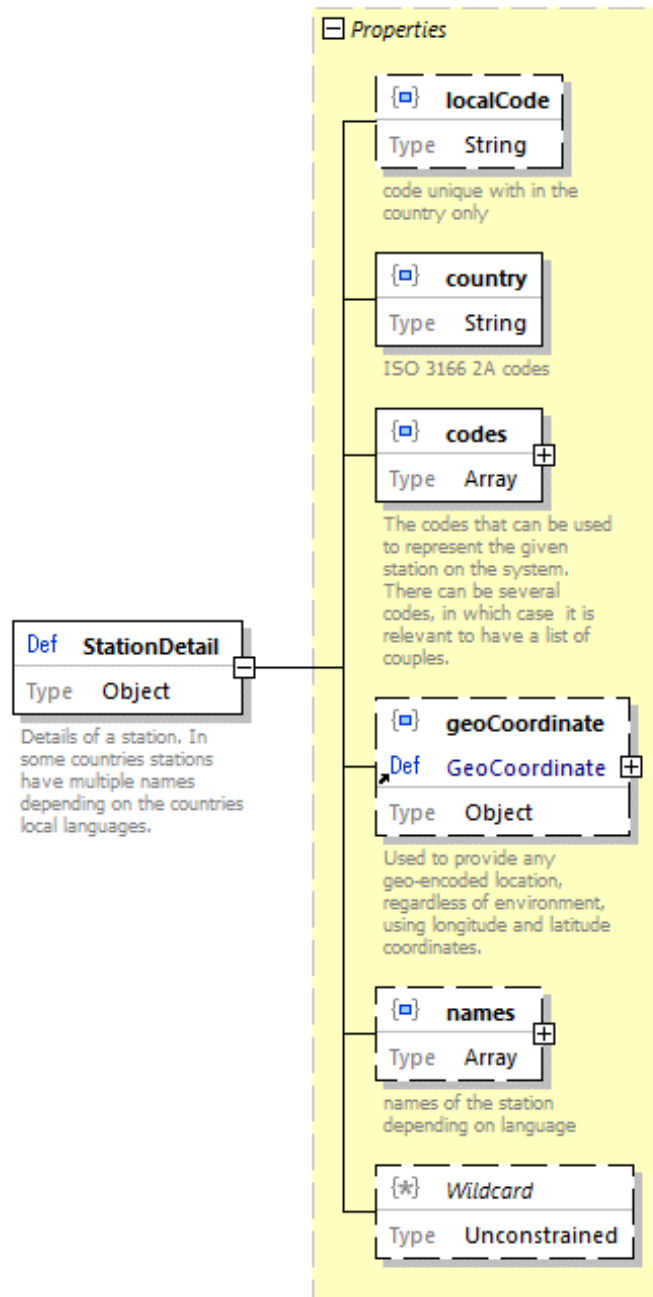 Properties
localCode
Type String
code unique with in the
country only
country
Type String
ISO 3166 2A codes
codes
Type Array
The codes that can be used
to represent the given
station on the system.
There can be several
codes, in which case it is
relevant to have a list of
couples.
Def StationDetail
Type Object
Details of a station. In
some countries stations
have multiple names
depending on the countries
local languages.
geoCoordinate
Def GeoCoordinate
Type Object
Used to provide any
geo-encoded location,
regardless of environment,
using longitude and latitude
coordinates.
names
Type Array
names of the station
depending on language
{*} Wildcard
Type Unconstrained